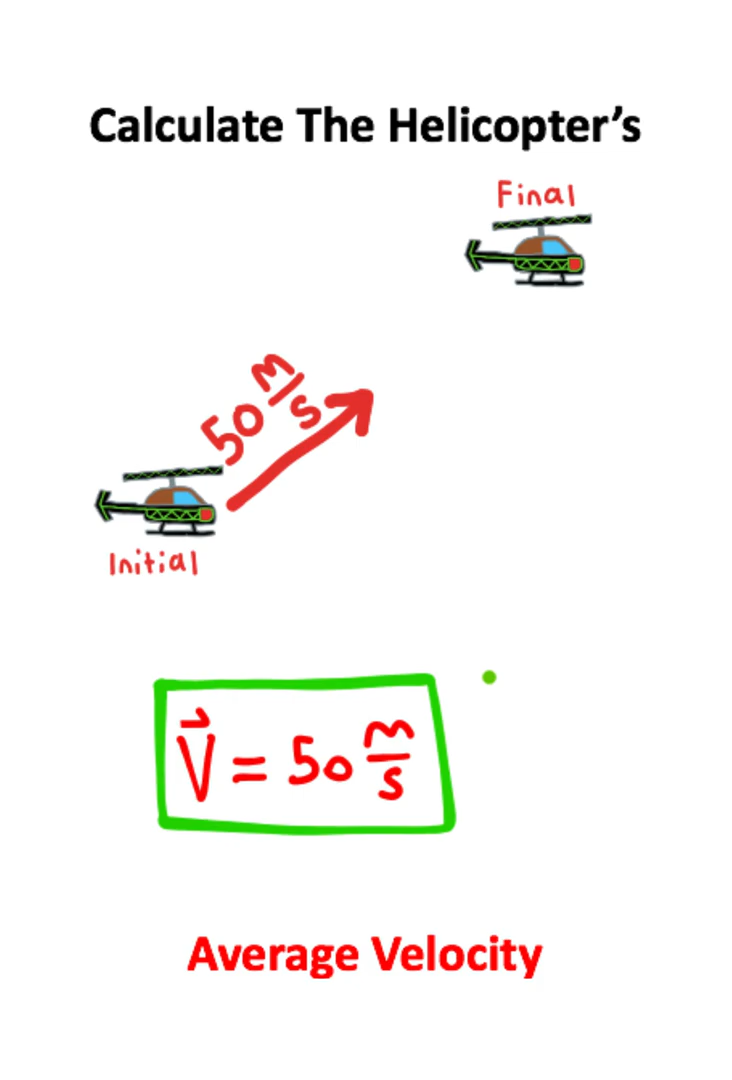 Calculate The Helicopter’s
Final
50 m/s
Initial
V⃗ = 50 m/s
Average Velocity